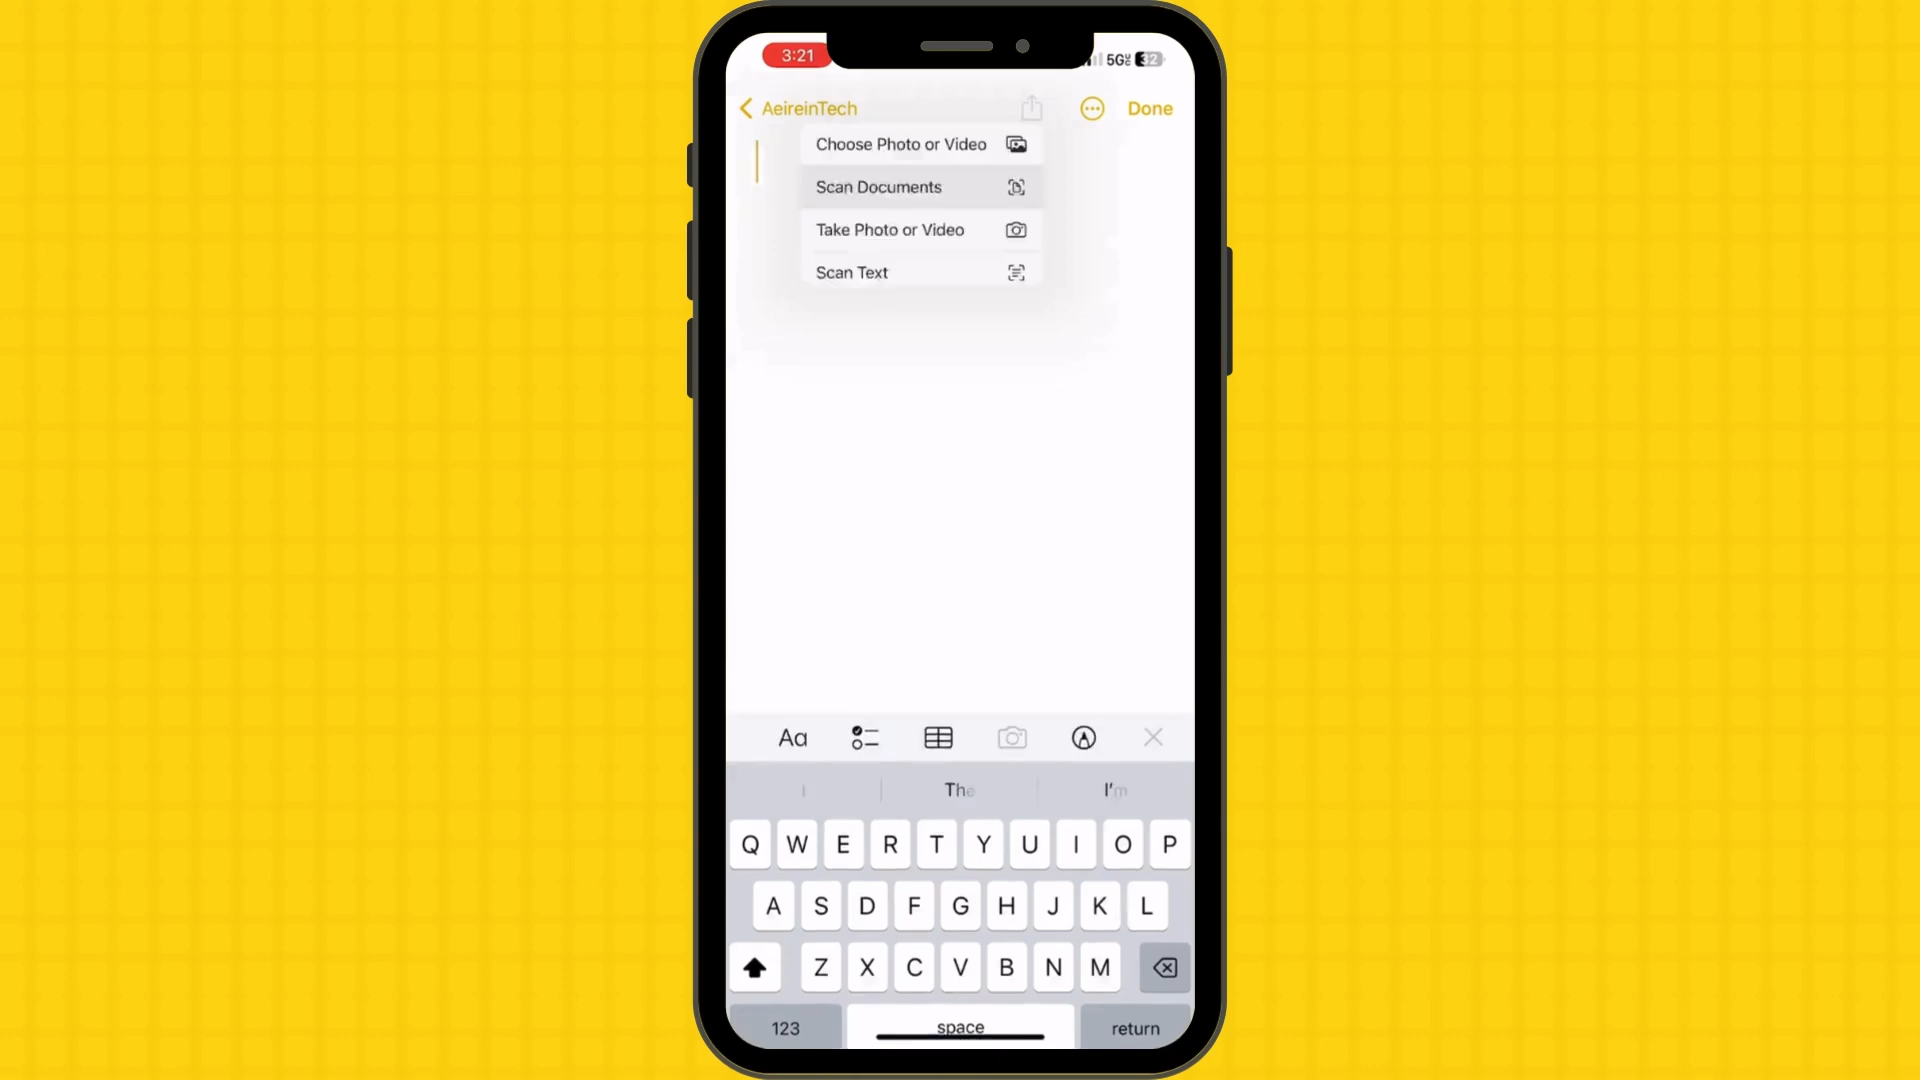 3:21
5G
32
AeireinTech
Done
Choose Photo or Video
Scan Documents
Take Photo or Video
Scan Text
Aa
I The I'm
Q W E R T Y U I O P
A S D F G H J K L
Z X C V B N M
123 space return